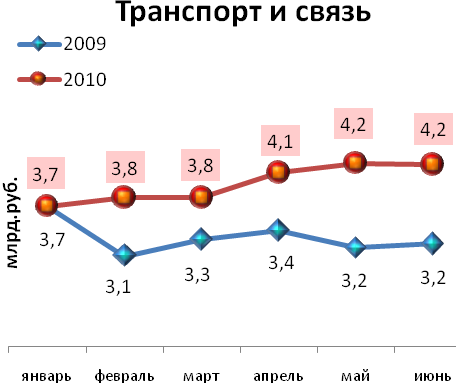 Транспорт и связь
2009
2010
млрд.руб.
3,7 3,8 3,8 4,1 4,2 4,2
3,7 3,1 3,3 3,4 3,2 3,2
январь февраль март апрель май июнь